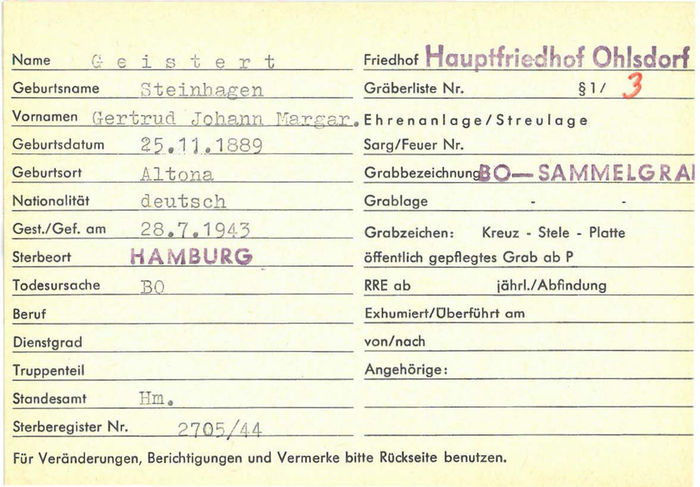 Name G e i s t e r t
Geburtsname Steinhagen
Vornamen Gertrud Johann Margar.
Geburtsdatum 25.11.1889
Geburtsort Altona
Nationalität deutsch
Gest./Gef. am 28.7.1943
Sterbeort HAMBURG
Todesursache BO
Beruf
Dienstgrad
Truppenteil
Standesamt Hm.
Sterberegister Nr. 2705/44
Friedhof Hauptfriedhof Ohlsdorf
Gräberliste Nr. §1/ 3
Ehrenanlage/Streulage
Sarg/Feuer Nr.
Grabbezeichnung BO—SAMMELGRA
Grablage - -
Grabzeichen: Kreuz - Stele - Platte
öffentlich gepflegtes Grab ab P
RRE ab jährl./Abfindung
Exhumiert/Überführt am
von/nach
Angehörige:
Für Veränderungen, Berichtigungen und Vermerke bitte Rückseite benutzen.